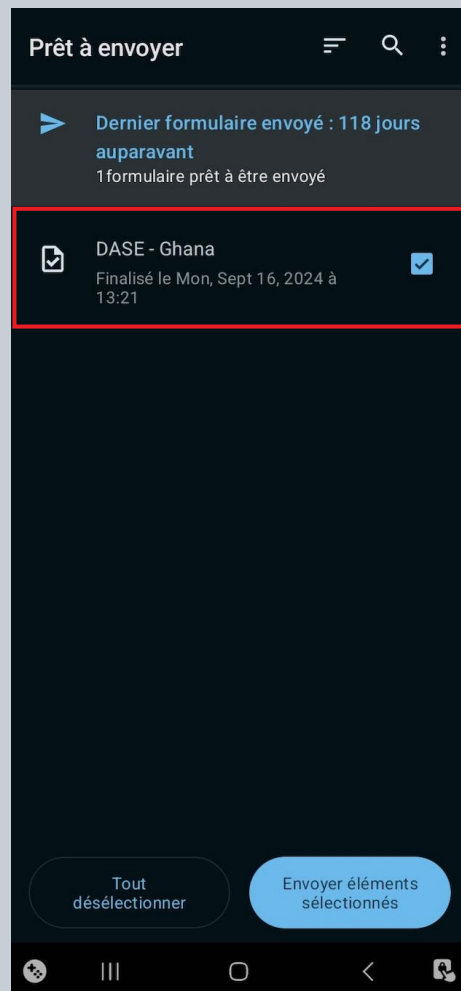 Prêt à envoyer
Dernier formulaire envoyé : 118 jours
auparavant
1formulaire prêt à être envoyé
DASE - Ghana
Finalisé le Mon, Sept 16, 2024 à
13:21
Tout
désélectionner
Envoyer éléments
sélectionnés